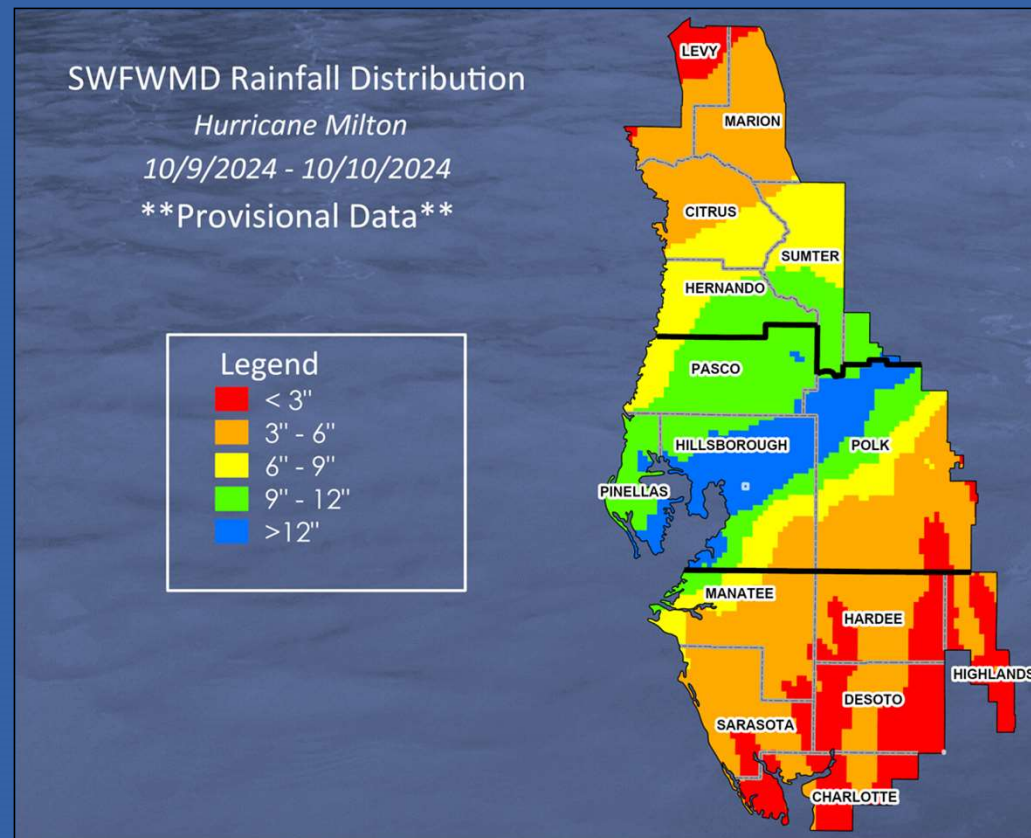 SWFWMD Rainfall Distribution
Hurricane Milton
10/9/2024 - 10/10/2024
**Provisional Data**
Legend
< 3"
3" - 6"
6" - 9"
9" - 12"
>12"
LEVY
MARION
CITRUS
SUMTER
HERNANDO
PASCO
HILLSBOROUGH
POLK
PINELLAS
MANATEE
HARDEE
HIGHLANDS
DESOTO
SARASOTA
CHARLOTTE